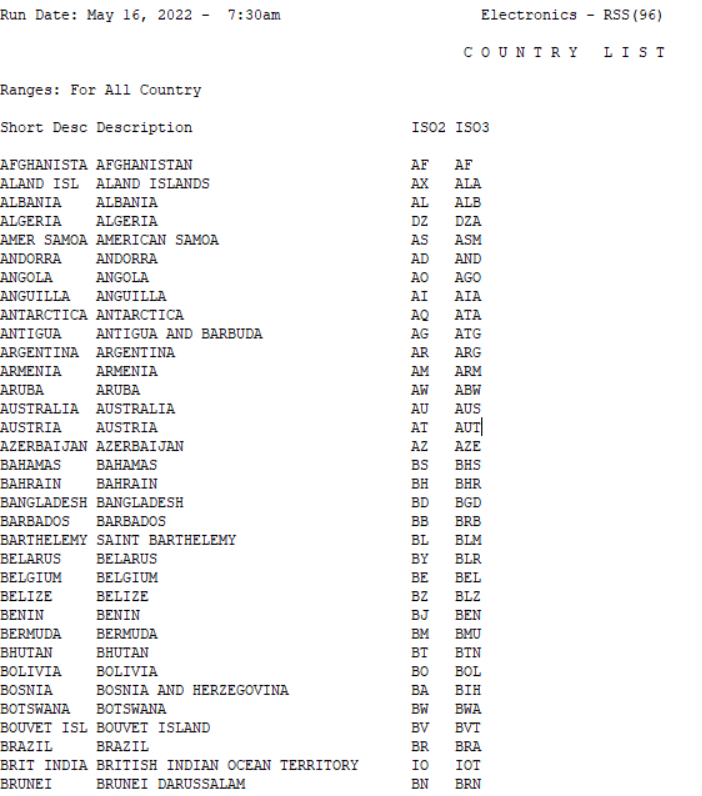 Run Date: May 16, 2022 -  7:30am                       Electronics - RSS(96)
C O U N T R Y   L I S T
Ranges: For All Country
Short Desc Description                         ISO2 ISO3
AFGHANISTA AFGHANISTAN                         AF   AF
ALAND ISL  ALAND ISLANDS                       AX   ALA
ALBANIA    ALBANIA                             AL   ALB
ALGERIA    ALGERIA                             DZ   DZA
AMER SAMOA AMERICAN SAMOA                      AS   ASM
ANDORRA    ANDORRA                             AD   AND
ANGOLA     ANGOLA                              AO   AGO
ANGUILLA   ANGUILLA                            AI   AIA
ANTARCTICA ANTARCTICA                          AQ   ATA
ANTIGUA    ANTIGUA AND BARBUDA                 AG   ATG
ARGENTINA  ARGENTINA                           AR   ARG
ARMENIA    ARMENIA                             AM   ARM
ARUBA      ARUBA                               AW   ABW
AUSTRALIA  AUSTRALIA                           AU   AUS
AUSTRIA    AUSTRIA                             AT   AUT
AZERBAIJAN AZERBAIJAN                          AZ   AZE
BAHAMAS    BAHAMAS                             BS   BHS
BAHRAIN    BAHRAIN                             BH   BHR
BANGLADESH BANGLADESH                          BD   BGD
BARBADOS   BARBADOS                            BB   BRB
BARTHELEMY SAINT BARTHELEMY                    BL   BLM
BELARUS    BELARUS                             BY   BLR
BELGIUM    BELGIUM                             BE   BEL
BELIZE     BELIZE                              BZ   BLZ
BENIN      BENIN                               BJ   BEN
BERMUDA    BERMUDA                             BM   BMU
BHUTAN     BHUTAN                              BT   BTN
BOLIVIA    BOLIVIA                             BO   BOL
BOSNIA     BOSNIA AND HERZEGOVINA              BA   BIH
BOTSWANA   BOTSWANA                            BW   BWA
BOUVET ISL BOUVET ISLAND                       BV   BVT
BRAZIL     BRAZIL                              BR   BRA
BRIT INDIA BRITISH INDIAN OCEAN TERRITORY      IO   IOT
BRUNEI     BRUNEI DARUSSALAM                   BN   BRN